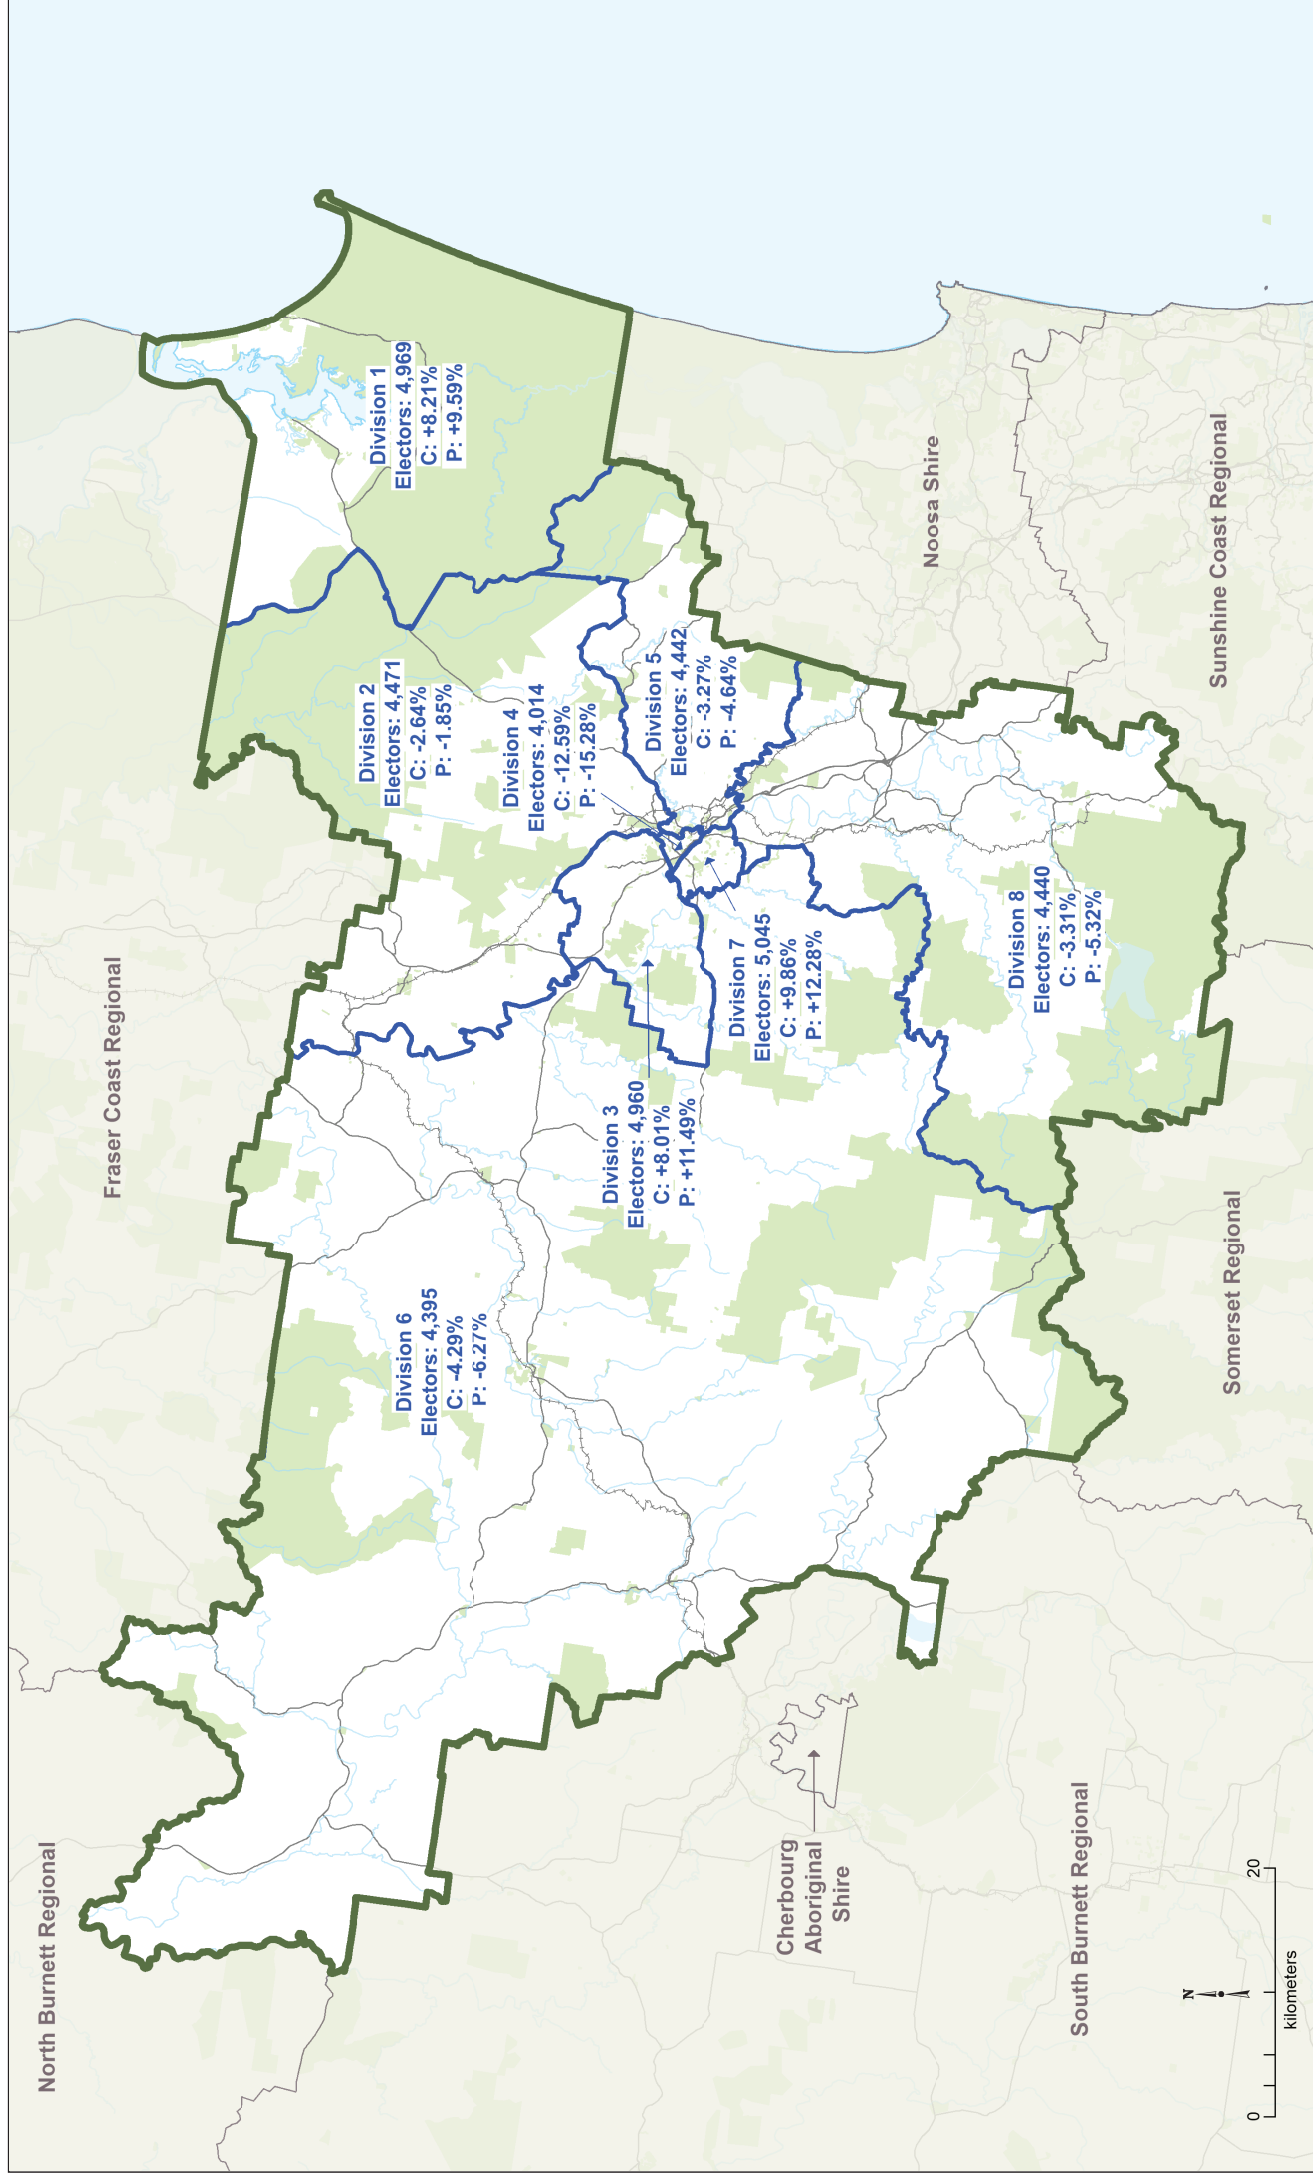 North Burnett Regional
Fraser Coast Regional
Division 1
Electors: 4,969
C: +8.21%
P: +9.59%
Division 2
Electors: 4,471
C: -2.64%
P: -1.85%
Division 6
Electors: 4,395
C: -4.29%
P: -6.27%
Division 4
Electors: 4,014
C: -12.59%
P: -15.28%
Division 3
Electors: 4,960
C: +8.01%
P: +11.49%
Division 5
Electors: 4,442
C: -3.27%
P: -4.64%
Division 7
Electors: 5,045
C: +9.86%
P: +12.28%
Cherbourg
Aboriginal
Shire
Noosa Shire
Division 8
Electors: 4,440
C: -3.31%
P: -5.32%
South Burnett Regional
Somerset Regional
Sunshine Coast Regional
N
0 20
kilometers